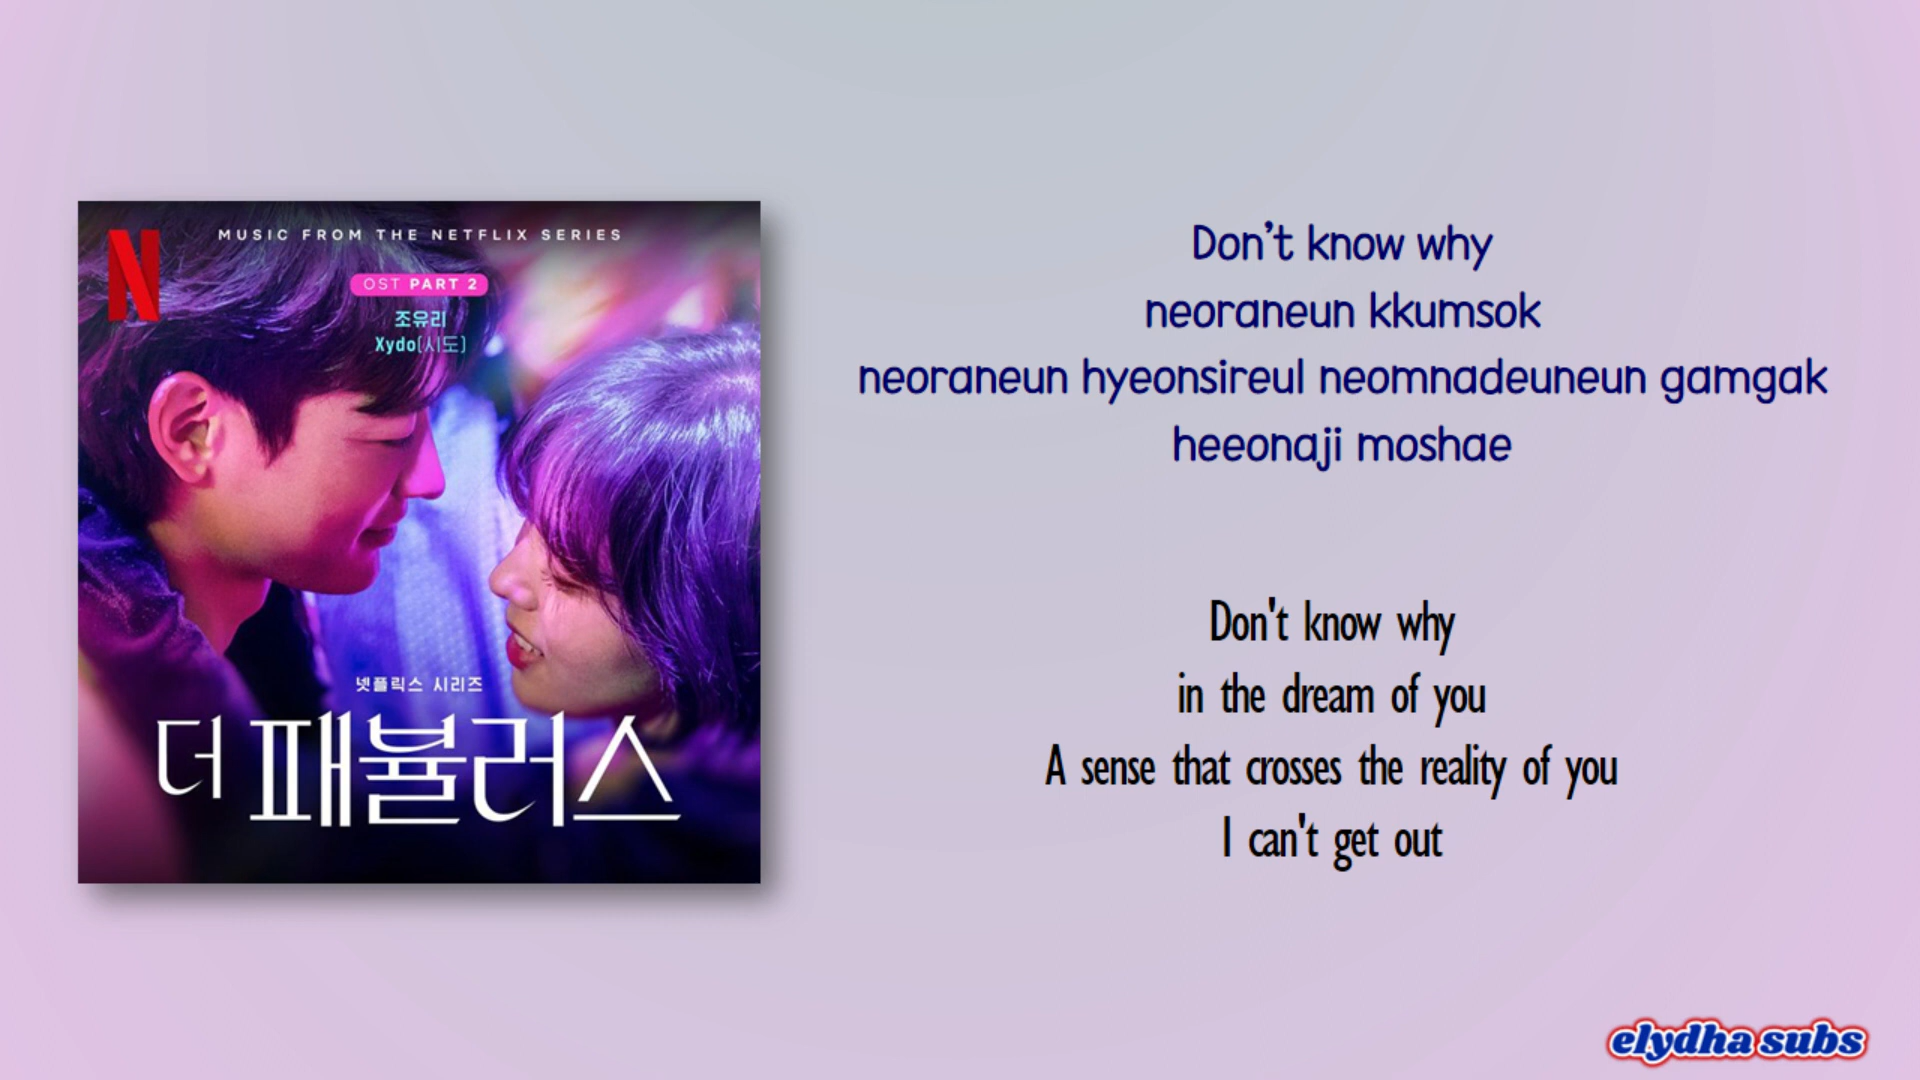 MUSIC FROM THE NETFLIX SERIES
OST PART 2
조유리
Xydo(시도)
넷플릭스 시리즈
더 패뷸러스
Don’t know why
neoraneun kkumsok
neoraneun hyeonsireul neomnadeuneun gamgak
heeonaji moshae
Don't know why
in the dream of you
A sense that crosses the reality of you
I can't get out
elydha subs